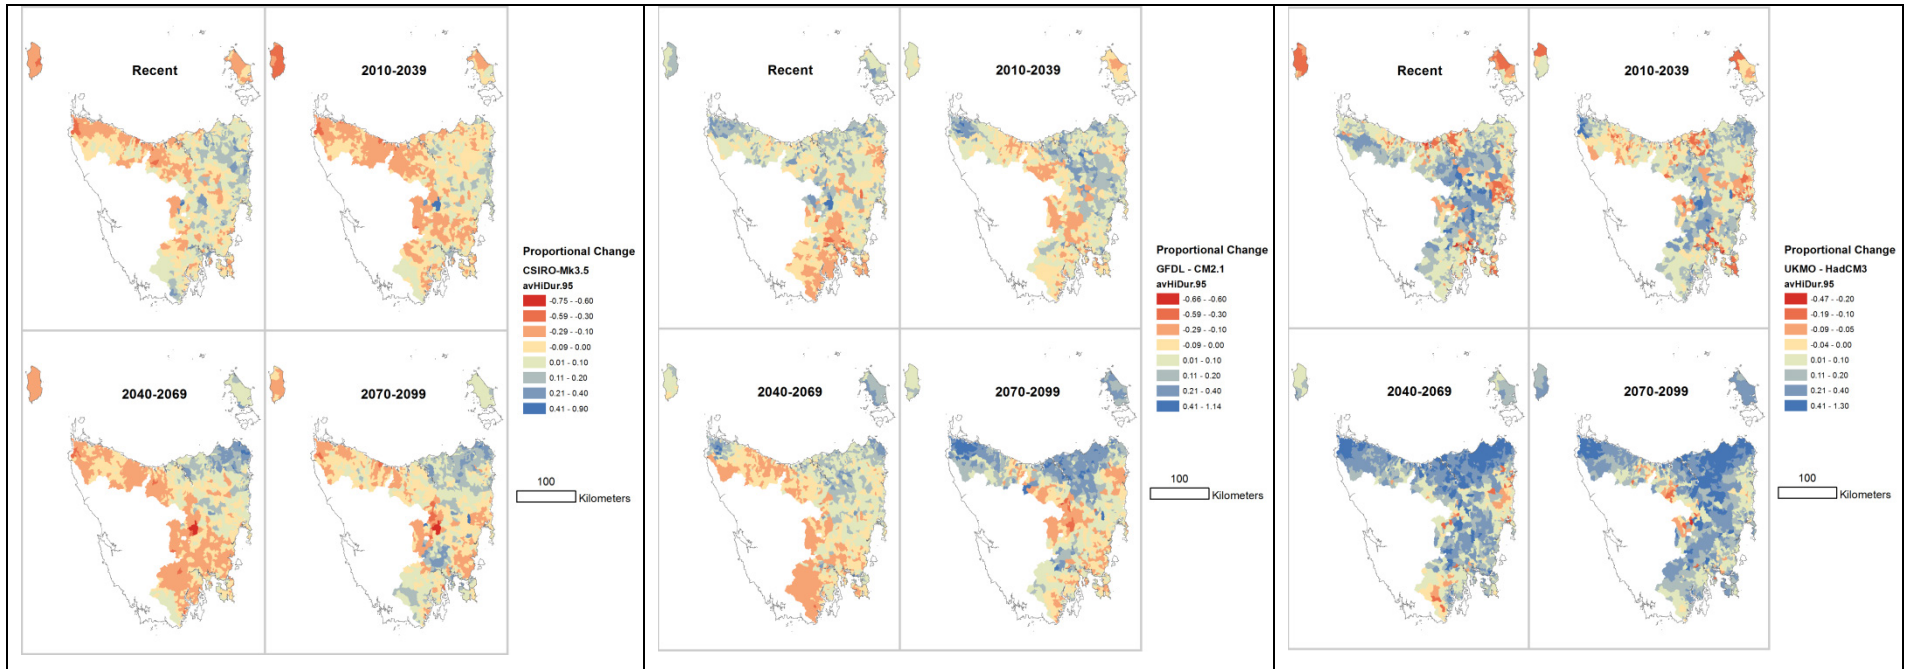 Recent
2010-2039
2040-2069
2070-2099
Proportional Change
CSIRO-Mk3.5
avHiDur.95
-0.75 - -0.60
-0.59 - -0.30
-0.29 - -0.10
-0.09 - 0.00
0.01 - 0.10
0.11 - 0.20
0.21 - 0.40
0.41 - 0.90
100
Kilometers
Recent
2010-2039
2040-2069
2070-2099
Proportional Change
GFDL - CM2.1
avHiDur.95
-0.66 - -0.60
-0.59 - -0.30
-0.29 - -0.10
-0.09 - 0.00
0.01 - 0.10
0.11 - 0.20
0.21 - 0.40
0.41 - 1.14
100
Kilometers
Recent
2010-2039
2040-2069
2070-2099
Proportional Change
UKMO - HadCM3
avHiDur.95
-0.47 - -0.20
-0.19 - -0.10
-0.09 - -0.05
-0.04 - 0.00
0.01 - 0.10
0.11 - 0.20
0.21 - 0.40
0.41 - 1.30
100
Kilometers